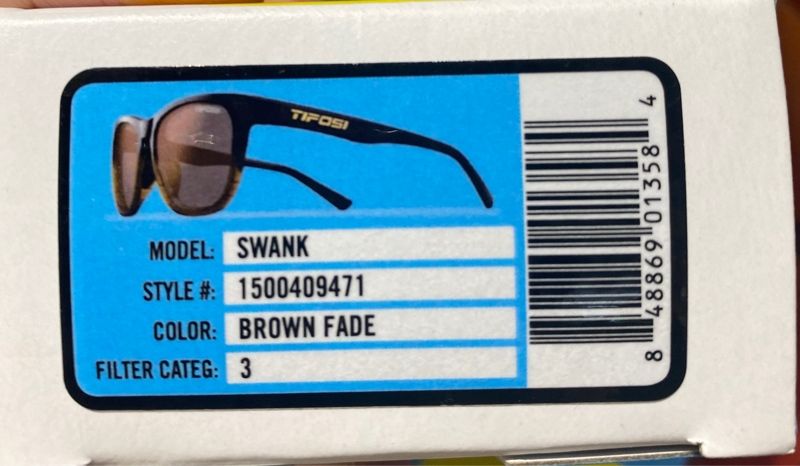 TIFOSI
MODEL: SWANK
STYLE #: 1500409471
COLOR: BROWN FADE
FILTER CATEG: 3
8 48869 01358 4